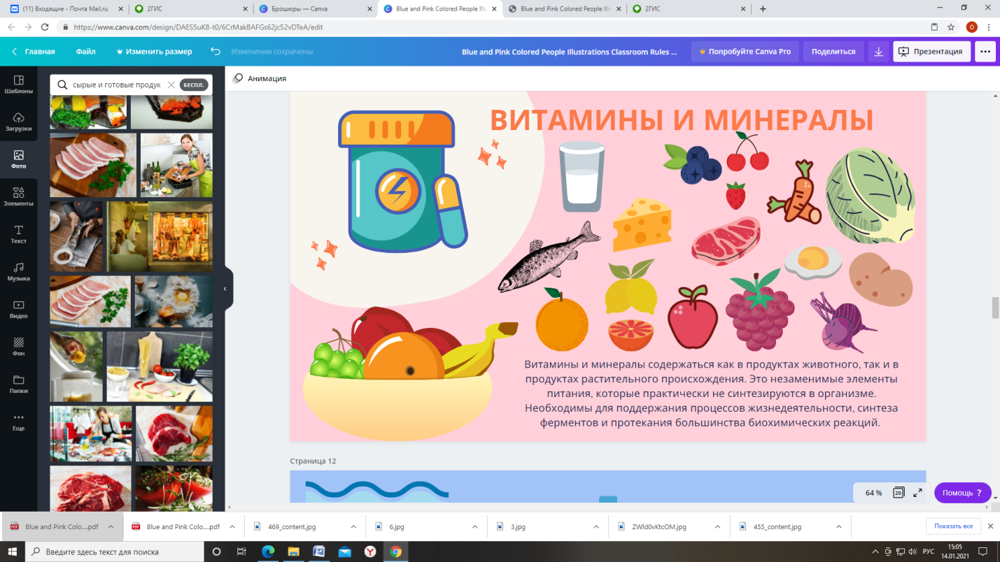 (11) Входящие - Почта Mail.ru
2ГИС
Брошюры — Canva
Blue and Pink Colored People Illu
Blue and Pink Colored People Illu
2ГИС
https://www.canva.com/design/DAES5uK8-t0/6CrMakBAFGs62jc52vDTeA/edit
О
Главная
Файл
Изменить размер
Изменения сохранены
Blue and Pink Colored People Illustrations Classroom Rules ...
Попробуйте Canva Pro
Поделиться
Презентация
Шаблоны
Загрузки
Фото
Элементы
Текст
Музыка
Видео
Фон
Папки
Еще
сырые и готовые продук
БЕСПЛ.
Анимация
ВИТАМИНЫ И МИНЕРАЛЫ
Витамины и минералы содержаться как в продуктах животного, так и в
продуктах растительного происхождения. Это незаменимые элементы
питания, которые практически не синтезируются в организме.
Необходимы для поддержания процессов жизнедеятельности, синтеза
ферментов и протекания большинства биохимических реакций.
Страница 12
64 %
20
Помощь ?
Blue and Pink Colo....pdf
Blue and Pink Colo....pdf
469_content.jpg
6.jpg
3.jpg
ZWld0vKtcOM.jpg
455_content.jpg
Показать все
Введите здесь текст для поиска
РУС
15:05
14.01.2021